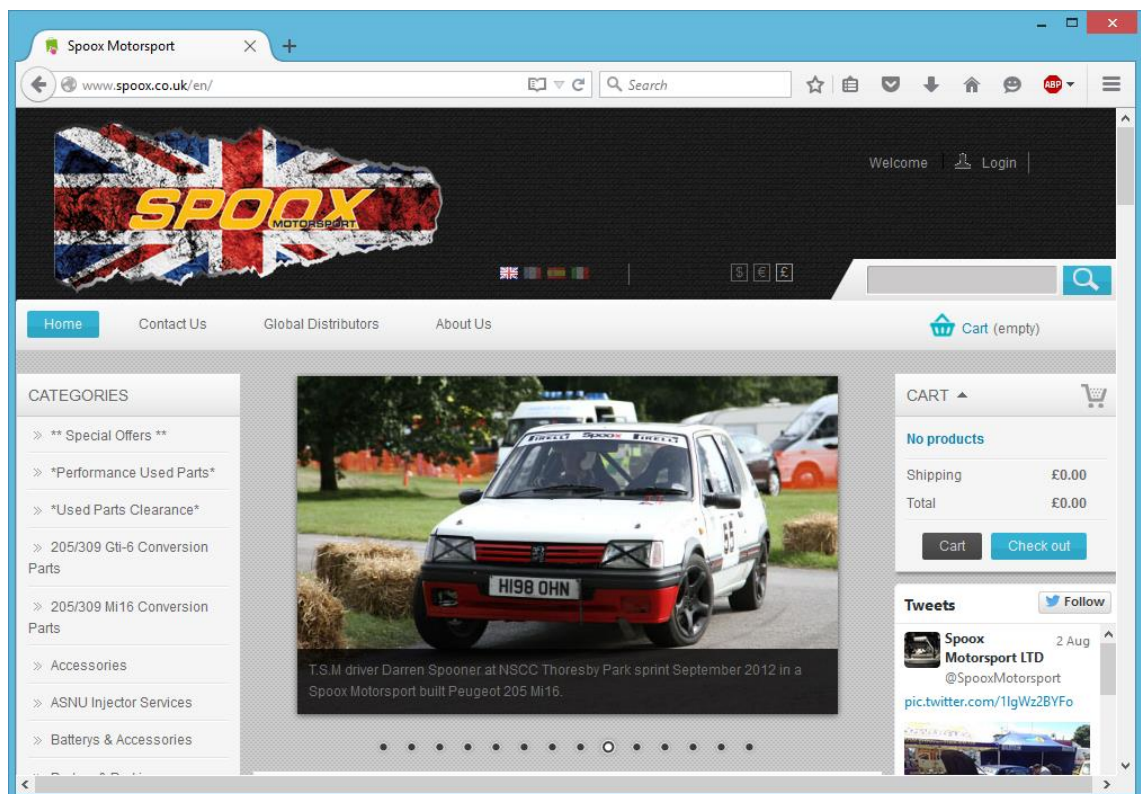 Spoox Motorsport
www.spoox.co.uk/en/
Search
ABP
SPOOX
MOTORSPORT
Welcome
Login
$ € £
Home
Contact Us
Global Distributors
About Us
Cart (empty)
CATEGORIES
** Special Offers **
*Performance Used Parts*
*Used Parts Clearance*
205/309 Gti-6 Conversion
Parts
205/309 Mi16 Conversion
Parts
Accessories
ASNU Injector Services
Batterys & Accessories
PIRELLI Spoox PIRELLI
55
H198 OHN
T.S.M driver Darren Spooner at NSCC Thoresby Park sprint September 2012 in a
Spoox Motorsport built Peugeot 205 Mi16.
CART
No products
Shipping £0.00
Total £0.00
Cart
Check out
Tweets
Follow
Spoox 2 Aug
Motorsport LTD
@SpooxMotorsport
pic.twitter.com/1IgWz2BYFo